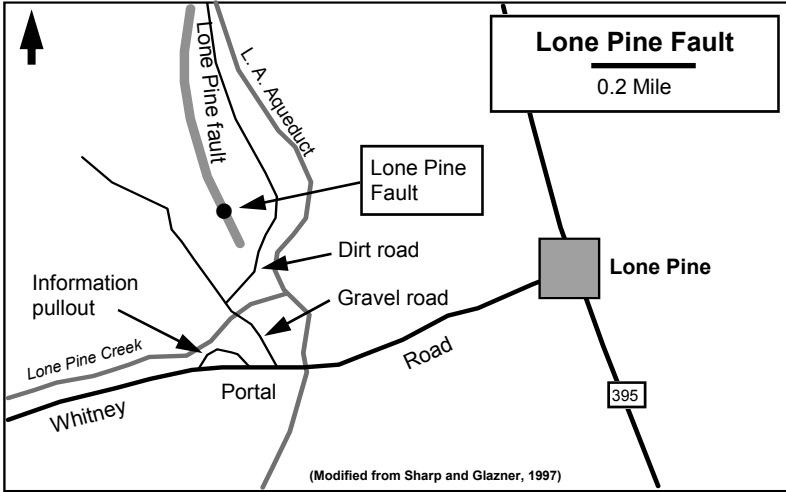 Lone Pine Fault
0.2 Mile
Lone Pine fault
L. A. Aqueduct
Lone Pine
Fault
Dirt road
Lone Pine
Information
pullout
Gravel road
Lone Pine Creek
Road
Portal
Whitney
395
(Modified from Sharp and Glazner, 1997)